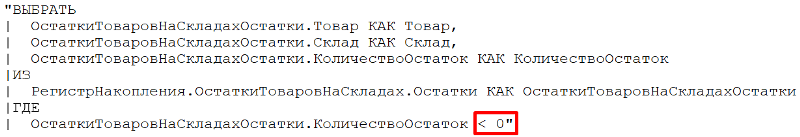 "ВЫБРАТЬ
|  ОстаткиТоваровНаСкладахОстатки.Товар КАК Товар,
|  ОстаткиТоваровНаСкладахОстатки.Склад КАК Склад,
|  ОстаткиТоваровНаСкладахОстатки.КоличествоОстаток КАК КоличествоОстаток
|ИЗ
|  РегистрНакопления.ОстаткиТоваровНаСкладах.Остатки КАК ОстаткиТоваровНаСкладахОстатки
|ГДЕ
|  ОстаткиТоваровНаСкладахОстатки.КоличествоОстаток < 0"